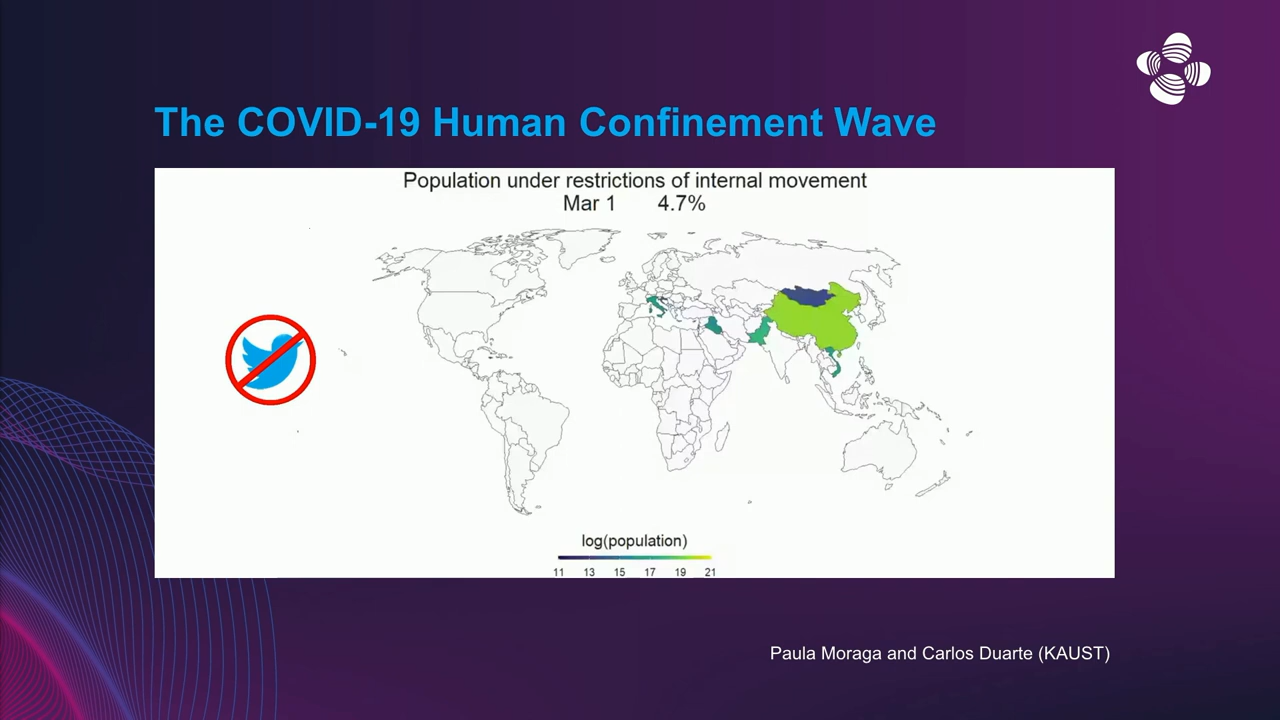 The COVID-19 Human Confinement Wave
Population under restrictions of internal movement
Mar 1 4.7%
log(population)
11 13 15 17 19 21
Paula Moraga and Carlos Duarte (KAUST)